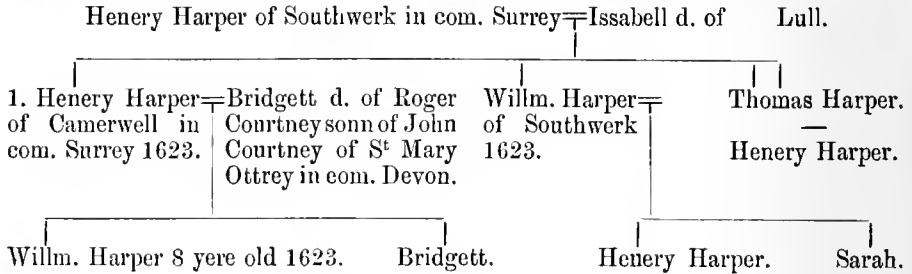 Henery Harper of Southwerk in com. Surrey=Issabell d. of Lull.
1. Henery Harper=Bridgett d. of Roger
of Camerwell in Courtney sonn of John
com. Surrey 1623. Courtney of St Mary
Ottrey in com. Devon.
Willm. Harper=
of Southwerk
1623.
Thomas Harper.
—
Henery Harper.
Willm. Harper 8 yere old 1623. Bridgett.
Henery Harper. Sarah.